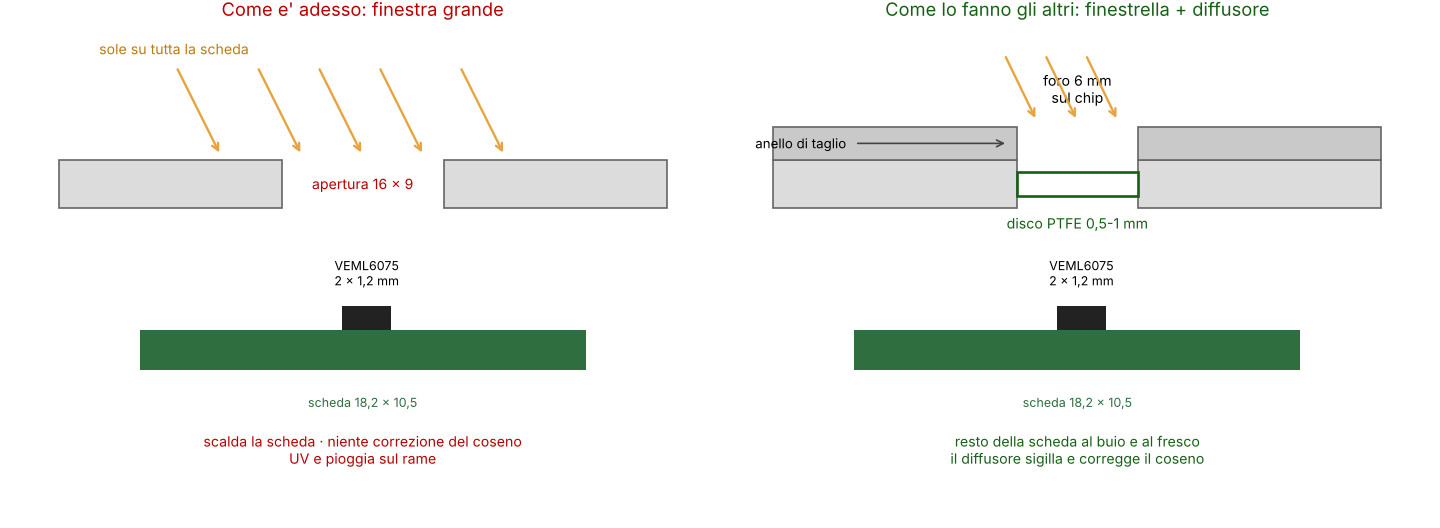 Come e' adesso: finestra grande
sole su tutta la scheda
apertura 16 × 9
VEML6075
2 × 1,2 mm
scheda 18,2 × 10,5
scalda la scheda · niente correzione del coseno
UV e pioggia sul rame
Come lo fanno gli altri: finestrella + diffusore
foro 6 mm
sul chip
anello di taglio
disco PTFE 0,5-1 mm
VEML6075
2 × 1,2 mm
scheda 18,2 × 10,5
resto della scheda al buio e al fresco
il diffusore sigilla e corregge il coseno